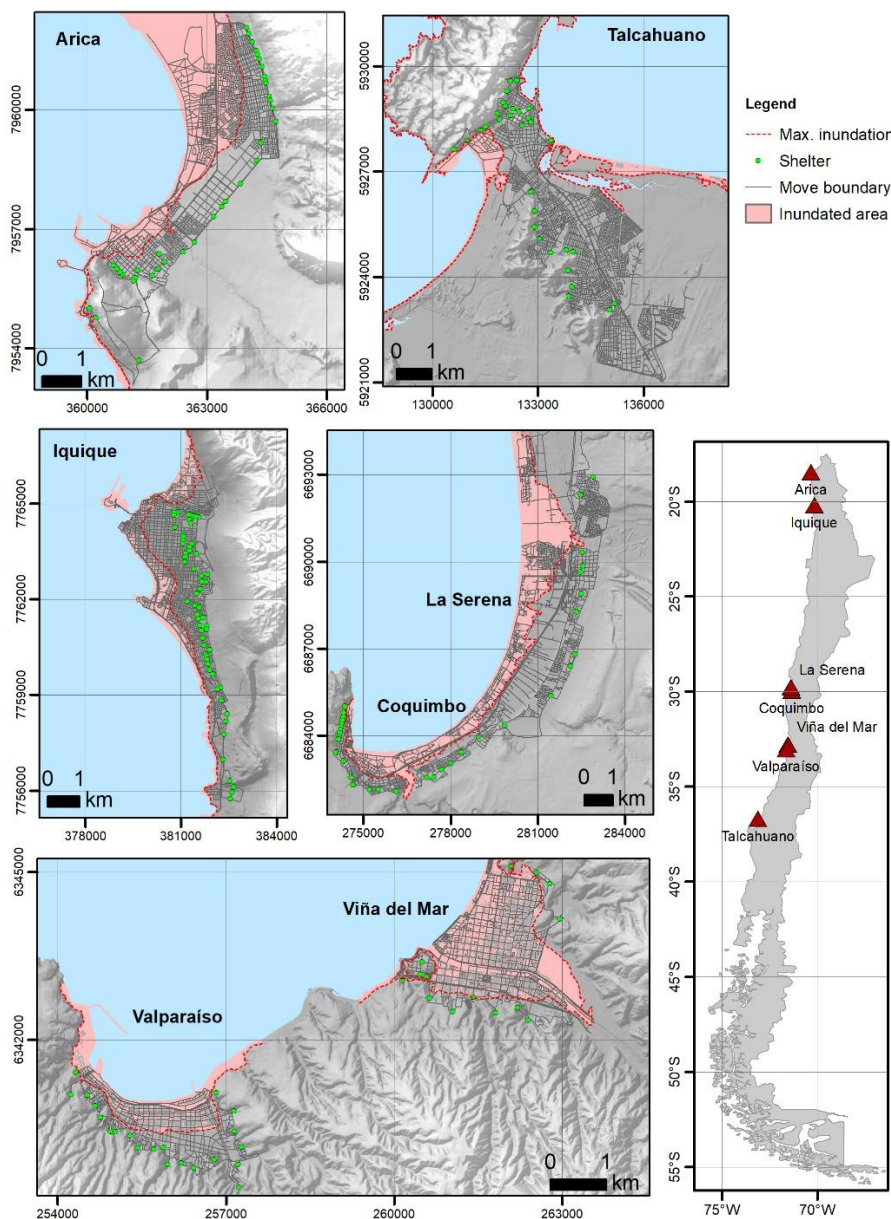 Arica
7960000
7957000
7954000
0 1
km
360000 363000 366000
Talcahuano
5930000
5927000
5924000
5921000
0 1
km
130000 133000 136000
Legend
Max. inundation
Shelter
Move boundary
Inundated area
Iquique
7765000
7762000
7759000
7756000
0 1
km
378000 381000 384000
6693000
6690000
6687000
6684000
La Serena
Coquimbo
0 1
km
275000 278000 281000 284000
6345000
6342000
Viña del Mar
Valparaíso
0 1
km
254000 257000 260000 263000
20°S
25°S
30°S
35°S
40°S
45°S
50°S
55°S
Arica
Iquique
La Serena
Coquimbo
Viña del Mar
Valparaíso
Talcahuano
75°W 70°W